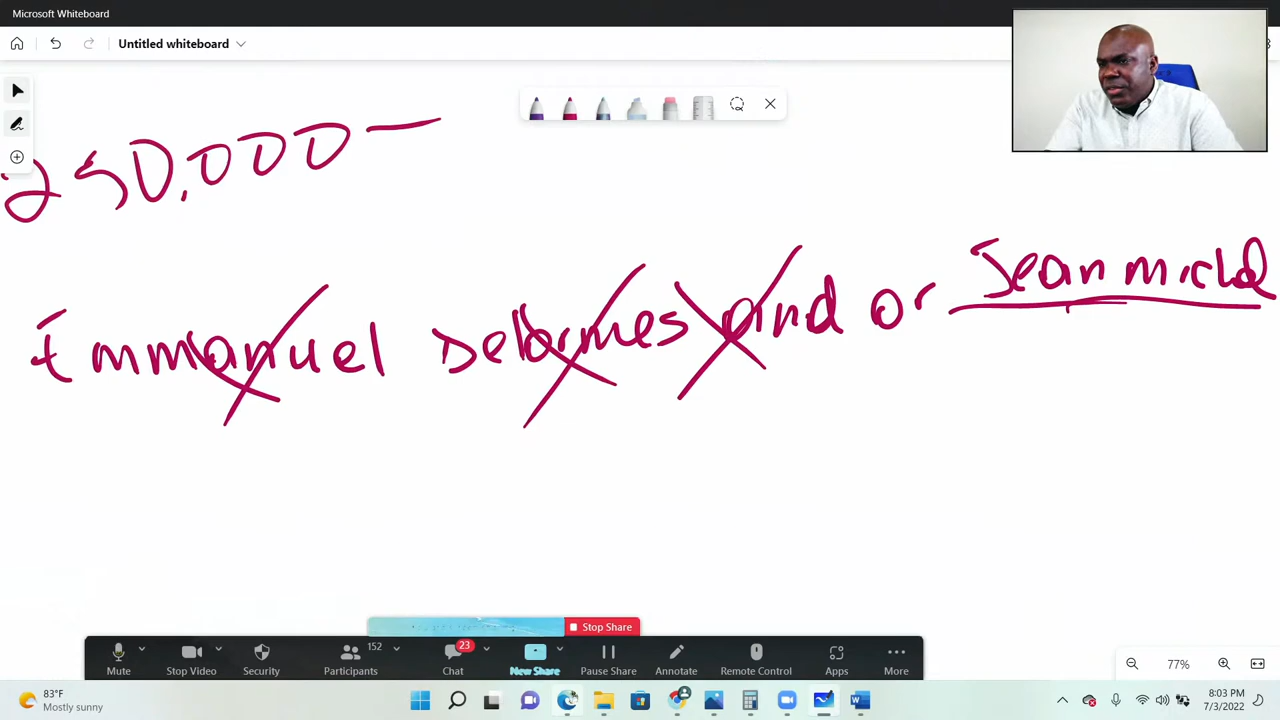 Microsoft Whiteboard
Untitled whiteboard
250,000
Emmanuel Delormes and or Jean michel
152
23
Stop Share
Mute Stop Video Security Participants Chat New Share Pause Share Annotate Remote Control Apps More
77%
83°F
Mostly sunny
8:03 PM
7/3/2022